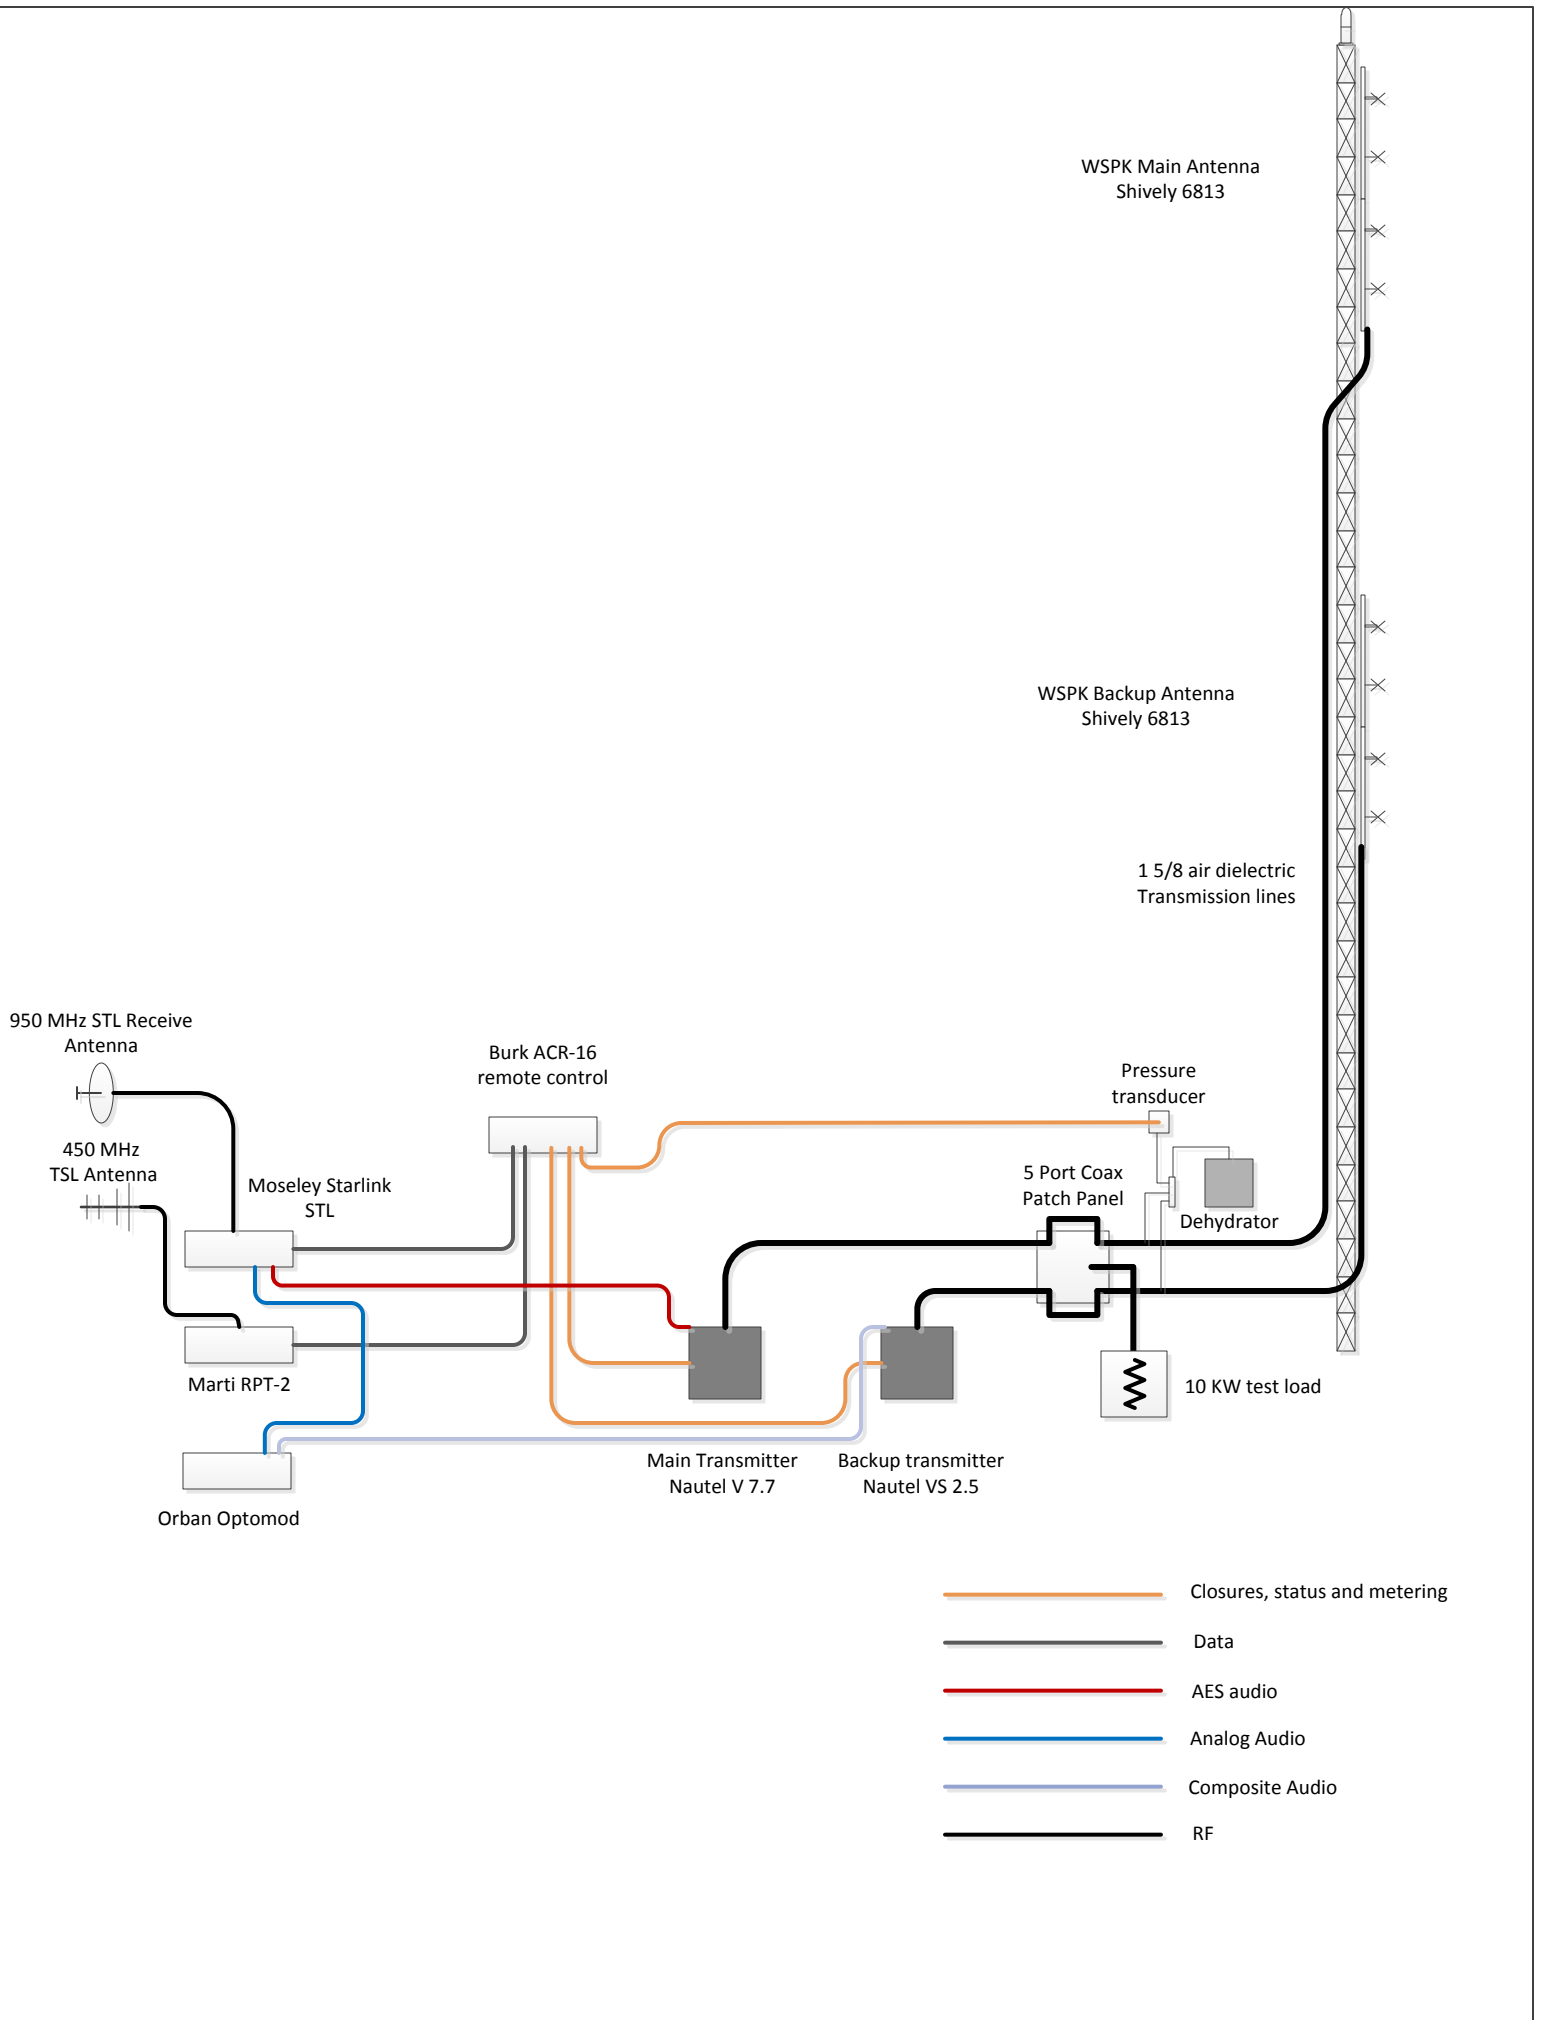 WSPK Main Antenna
Shively 6813
WSPK Backup Antenna
Shively 6813
1 5/8 air dielectric
Transmission lines
950 MHz STL Receive
Antenna
Burk ACR-16
remote control
Pressure
transducer
450 MHz
TSL Antenna
Moseley Starlink
STL
5 Port Coax
Patch Panel
Dehydrator
Marti RPT-2
10 KW test load
Main Transmitter
Nautel V 7.7
Backup transmitter
Nautel VS 2.5
Orban Optomod
Closures, status and metering
Data
AES audio
Analog Audio
Composite Audio
RF